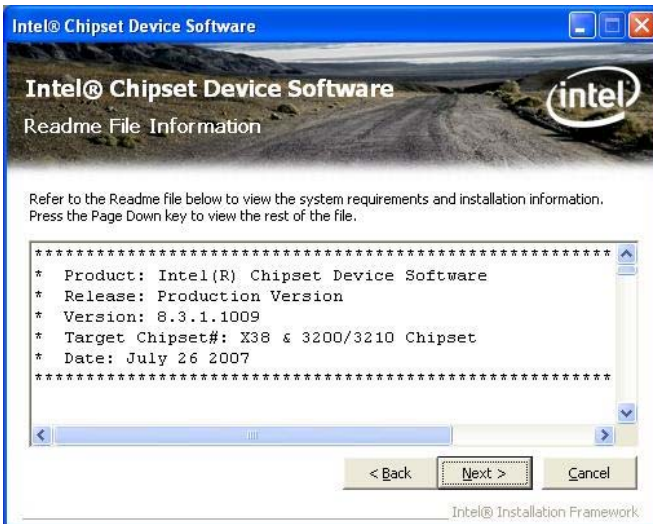 Intel® Chipset Device Software
Intel® Chipset Device Software
intel
Readme File Information
Refer to the Readme file below to view the system requirements and installation information.
Press the Page Down key to view the rest of the file.
********************************************************
* Product: Intel(R) Chipset Device Software
* Release: Production Version
* Version: 8.3.1.1009
* Target Chipset#: X38 & 3200/3210 Chipset
* Date: July 26 2007
********************************************************
< Back
Next >
Cancel
Intel® Installation Framework